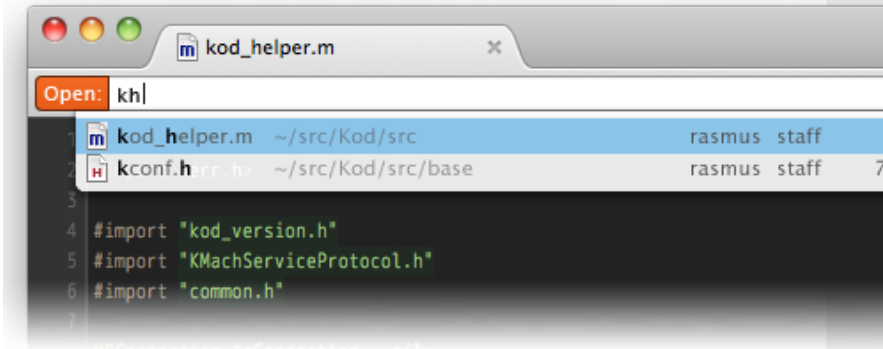 kod_helper.m
Open: kh
m kod_helper.m ~/src/Kod/src rasmus staff
H kconf.h ~/src/Kod/src/base rasmus staff 7
3
4 #import "kod_version.h"
5 #import "KMachServiceProtocol.h"
6 #import "common.h"
7